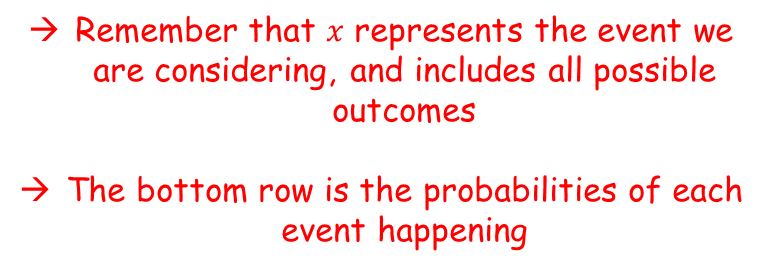 → Remember that x represents the event we
are considering, and includes all possible
outcomes
→ The bottom row is the probabilities of each
event happening